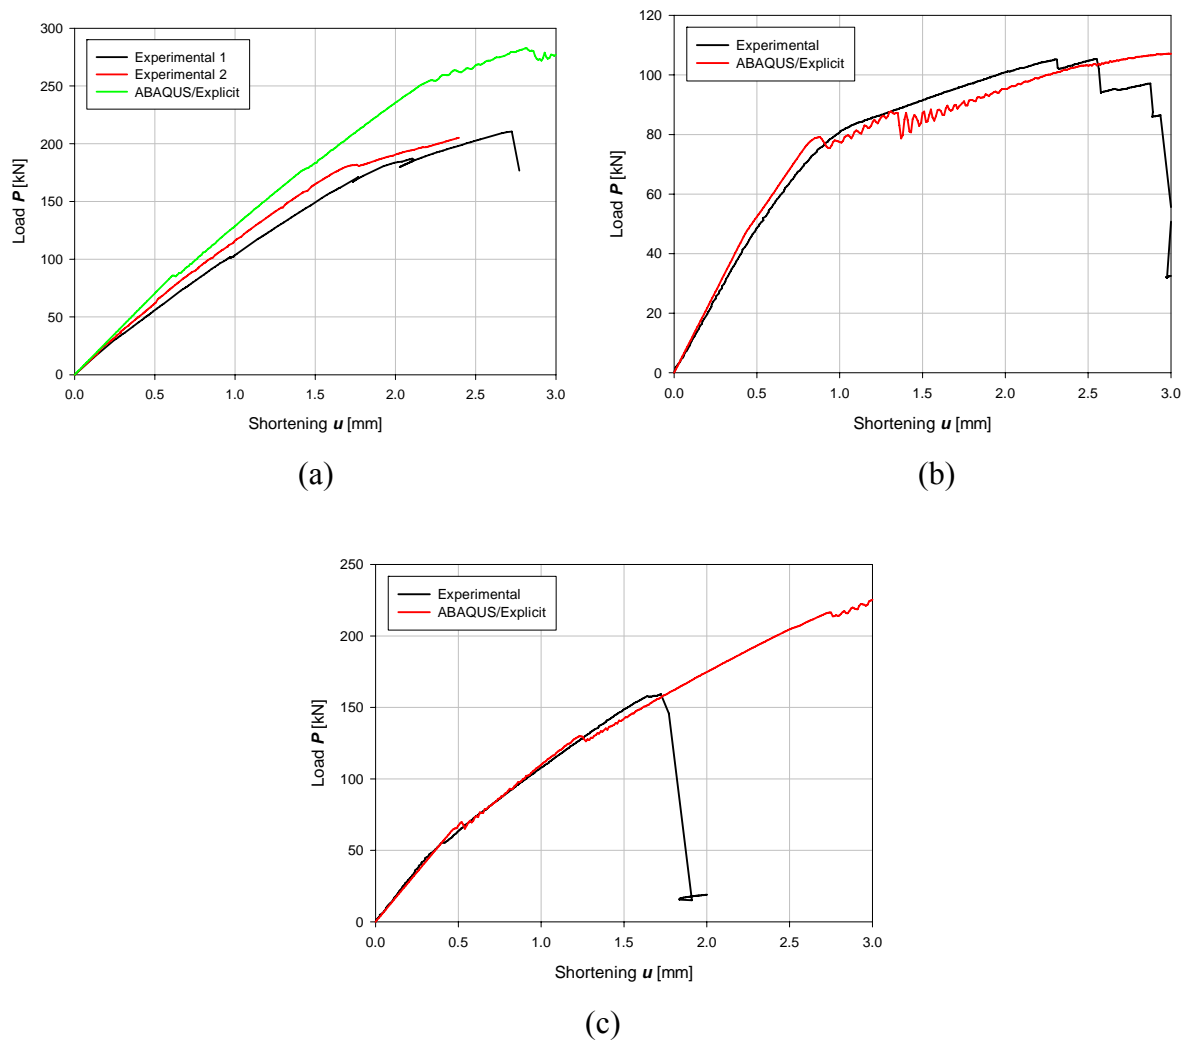 300
250
200
150
100
50
0
Load P [kN]
Experimental 1
Experimental 2
ABAQUS/Explicit
0.0 0.5 1.0 1.5 2.0 2.5 3.0
Shortening u [mm]
(a)
120
100
80
60
40
20
0
Load P [kN]
Experimental
ABAQUS/Explicit
0.0 0.5 1.0 1.5 2.0 2.5 3.0
Shortening u [mm]
(b)
250
200
150
100
50
0
Load P [kN]
Experimental
ABAQUS/Explicit
0.0 0.5 1.0 1.5 2.0 2.5 3.0
Shortening u [mm]
(c)